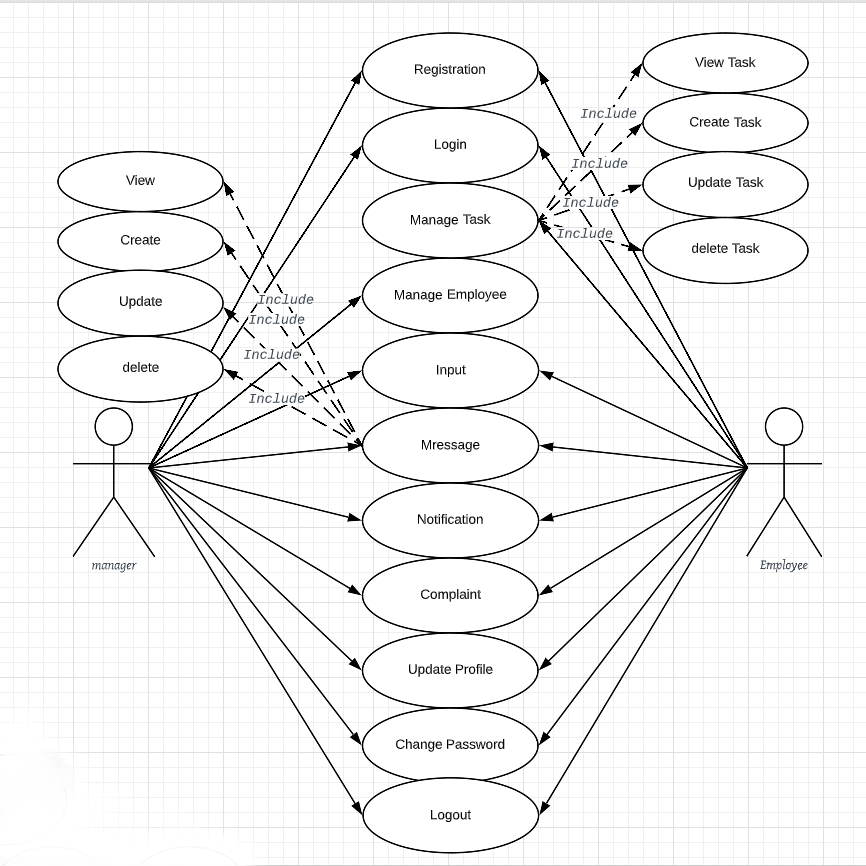 Registration
View Task
Include
Create Task
Login
Include
View
Update Task
Include
Manage Task
Include
delete Task
Create
Manage Employee
Include
Update
Include
Include
delete
Input
Include
Mressage
Notification
manager
Employee
Complaint
Update Profile
Change Password
Logout